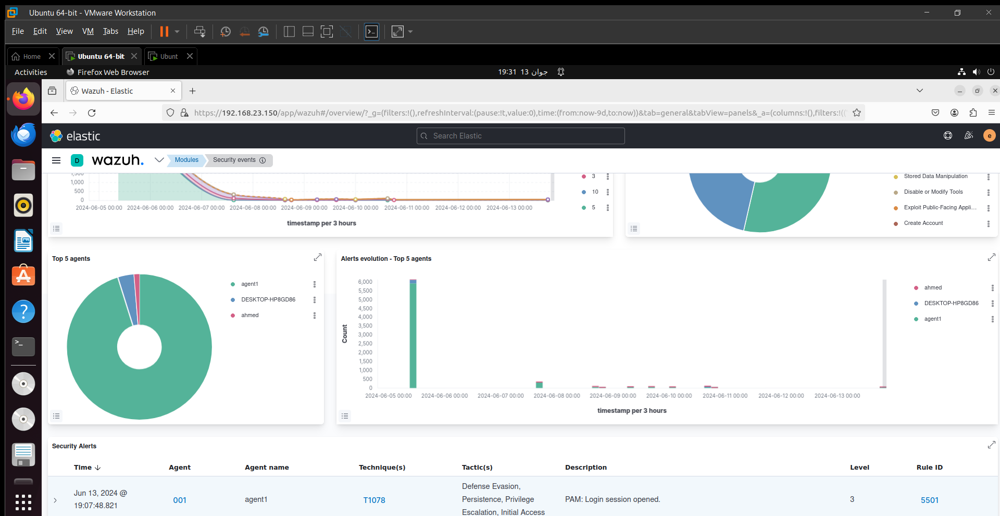 Ubuntu 64-bit - VMware Workstation
File Edit View VM Tabs Help
Home Ubuntu 64-bit Ubunt
Activities Firefox Web Browser 19:31 13 جوان
Wazuh - Elastic
https://192.168.23.150/app/wazuh#/overview/?_g=(filters:!(),refreshInterval:(pause:!t,value:0),time:(from:now-9d,to:now))&tab=general&tabView=panels&_a=(columns:!(),filters:!((
elastic
Search Elastic
e
D wazuh. Modules Security events
1,500
1,000
500
0
2024-06-05 00:00 2024-06-06 00:00 2024-06-07 00:00 2024-06-08 00:00 2024-06-09 00:00 2024-06-10 00:00 2024-06-11 00:00 2024-06-12 00:00 2024-06-13 00:00
timestamp per 3 hours
3
10
5
Stored Data Manipulation
Disable or Modify Tools
Exploit Public-Facing Appli...
Create Account
Top 5 agents
agent1
DESKTOP-HP8GD86
ahmed
Alerts evolution - Top 5 agents
Count
6,000
5,500
5,000
4,500
4,000
3,500
3,000
2,500
2,000
1,500
1,000
500
0
2024-06-05 00:00 2024-06-06 00:00 2024-06-07 00:00 2024-06-08 00:00 2024-06-09 00:00 2024-06-10 00:00 2024-06-11 00:00 2024-06-12 00:00 2024-06-13 00:00
timestamp per 3 hours
ahmed
DESKTOP-HP8GD86
agent1
Security Alerts
Time Agent Agent name Technique(s) Tactic(s) Description Level Rule ID
Jun 13, 2024 @
19:07:48.821
001
agent1
T1078
Defense Evasion,
Persistence, Privilege
Escalation, Initial Access
PAM: Login session opened.
3
5501